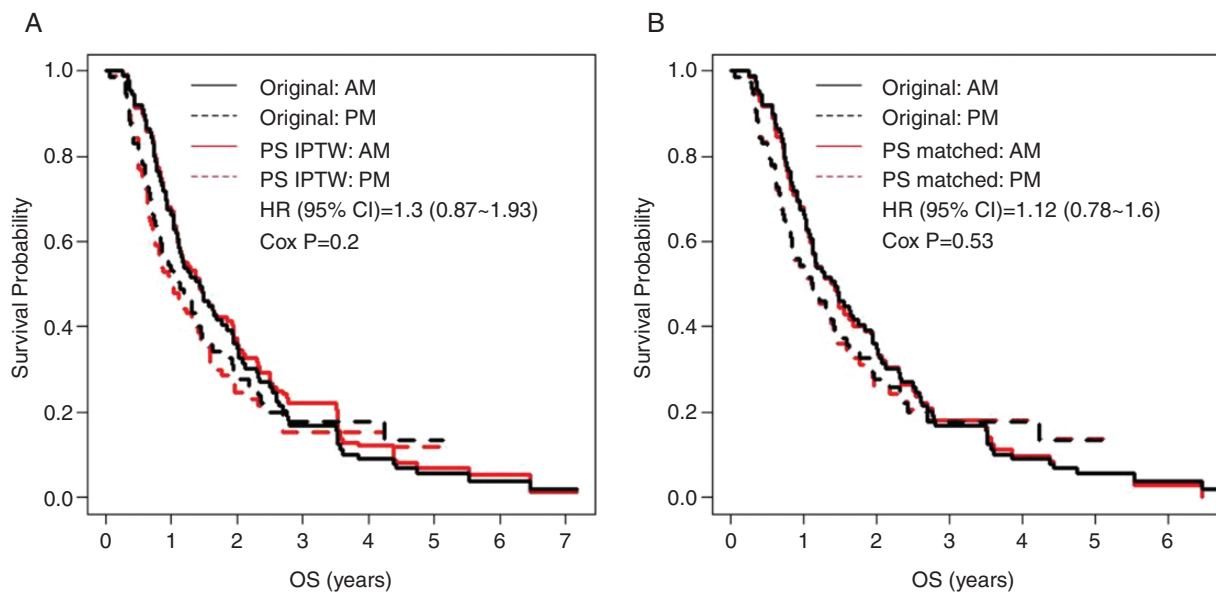 A
Survival Probability
1.0
0.8
0.6
0.4
0.2
0.0
Original: AM
Original: PM
PS IPTW: AM
PS IPTW: PM
HR (95% CI)=1.3 (0.87~1.93)
Cox P=0.2
0 1 2 3 4 5 6 7
OS (years)
B
Survival Probability
1.0
0.8
0.6
0.4
0.2
0.0
Original: AM
Original: PM
PS matched: AM
PS matched: PM
HR (95% CI)=1.12 (0.78~1.6)
Cox P=0.53
0 1 2 3 4 5 6
OS (years)